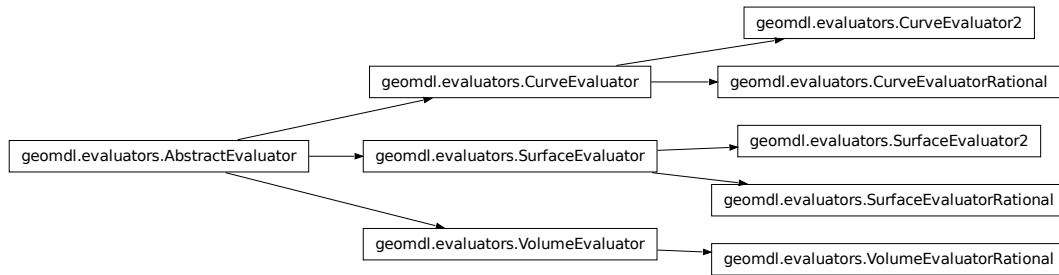 geomdl.evaluators.CurveEvaluator2
geomdl.evaluators.CurveEvaluator
geomdl.evaluators.CurveEvaluatorRational
geomdl.evaluators.SurfaceEvaluator2
geomdl.evaluators.AbstractEvaluator
geomdl.evaluators.SurfaceEvaluator
geomdl.evaluators.SurfaceEvaluatorRational
geomdl.evaluators.VolumeEvaluator
geomdl.evaluators.VolumeEvaluatorRational